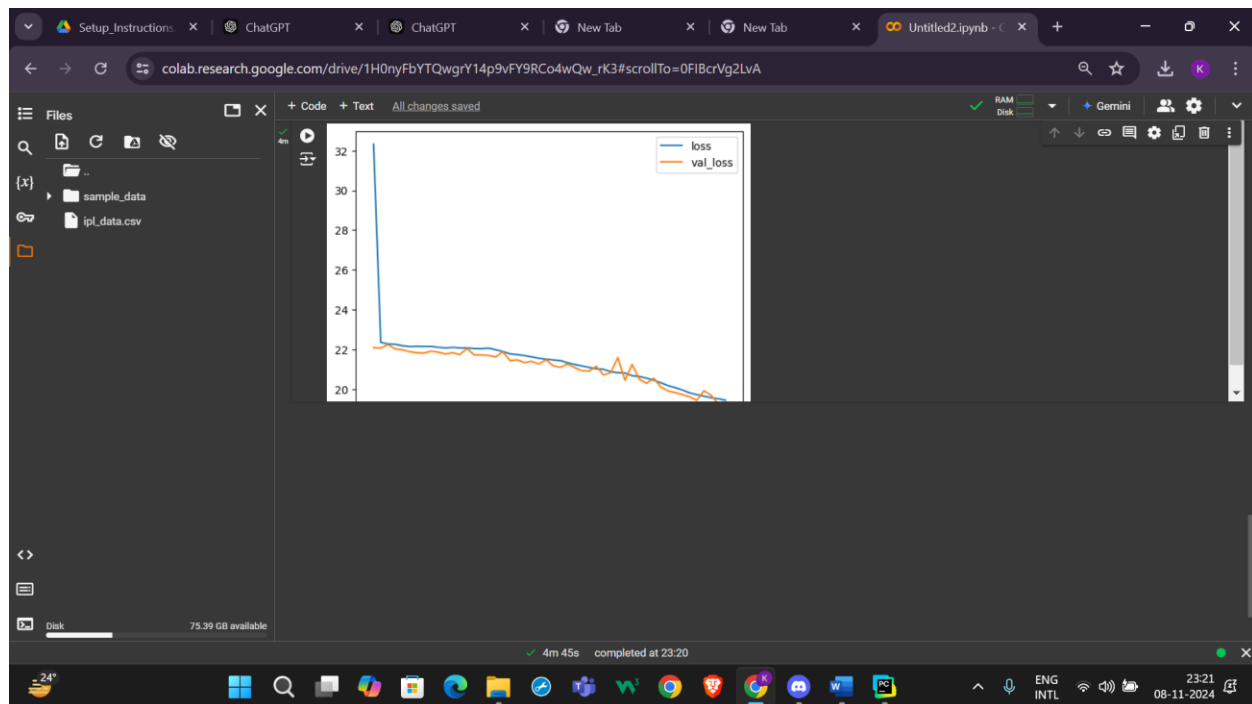 Setup_Instructions
ChatGPT
ChatGPT
New Tab
New Tab
Untitled2.ipynb - C
colab.research.google.com/drive/1H0nyFbYTQwgrY14p9vFY9RCo4wQw_rK3#scrollTo=0FIBcrVg2LvA
K
Files
+ Code + Text All changes saved
RAM
Disk
Gemini
..
{x}
sample_data
ipl_data.csv
4m
loss
val_loss
32
30
28
26
24
22
20
Disk
75.39 GB available
4m 45s completed at 23:20
24°
ENG
INTL
23:21
08-11-2024